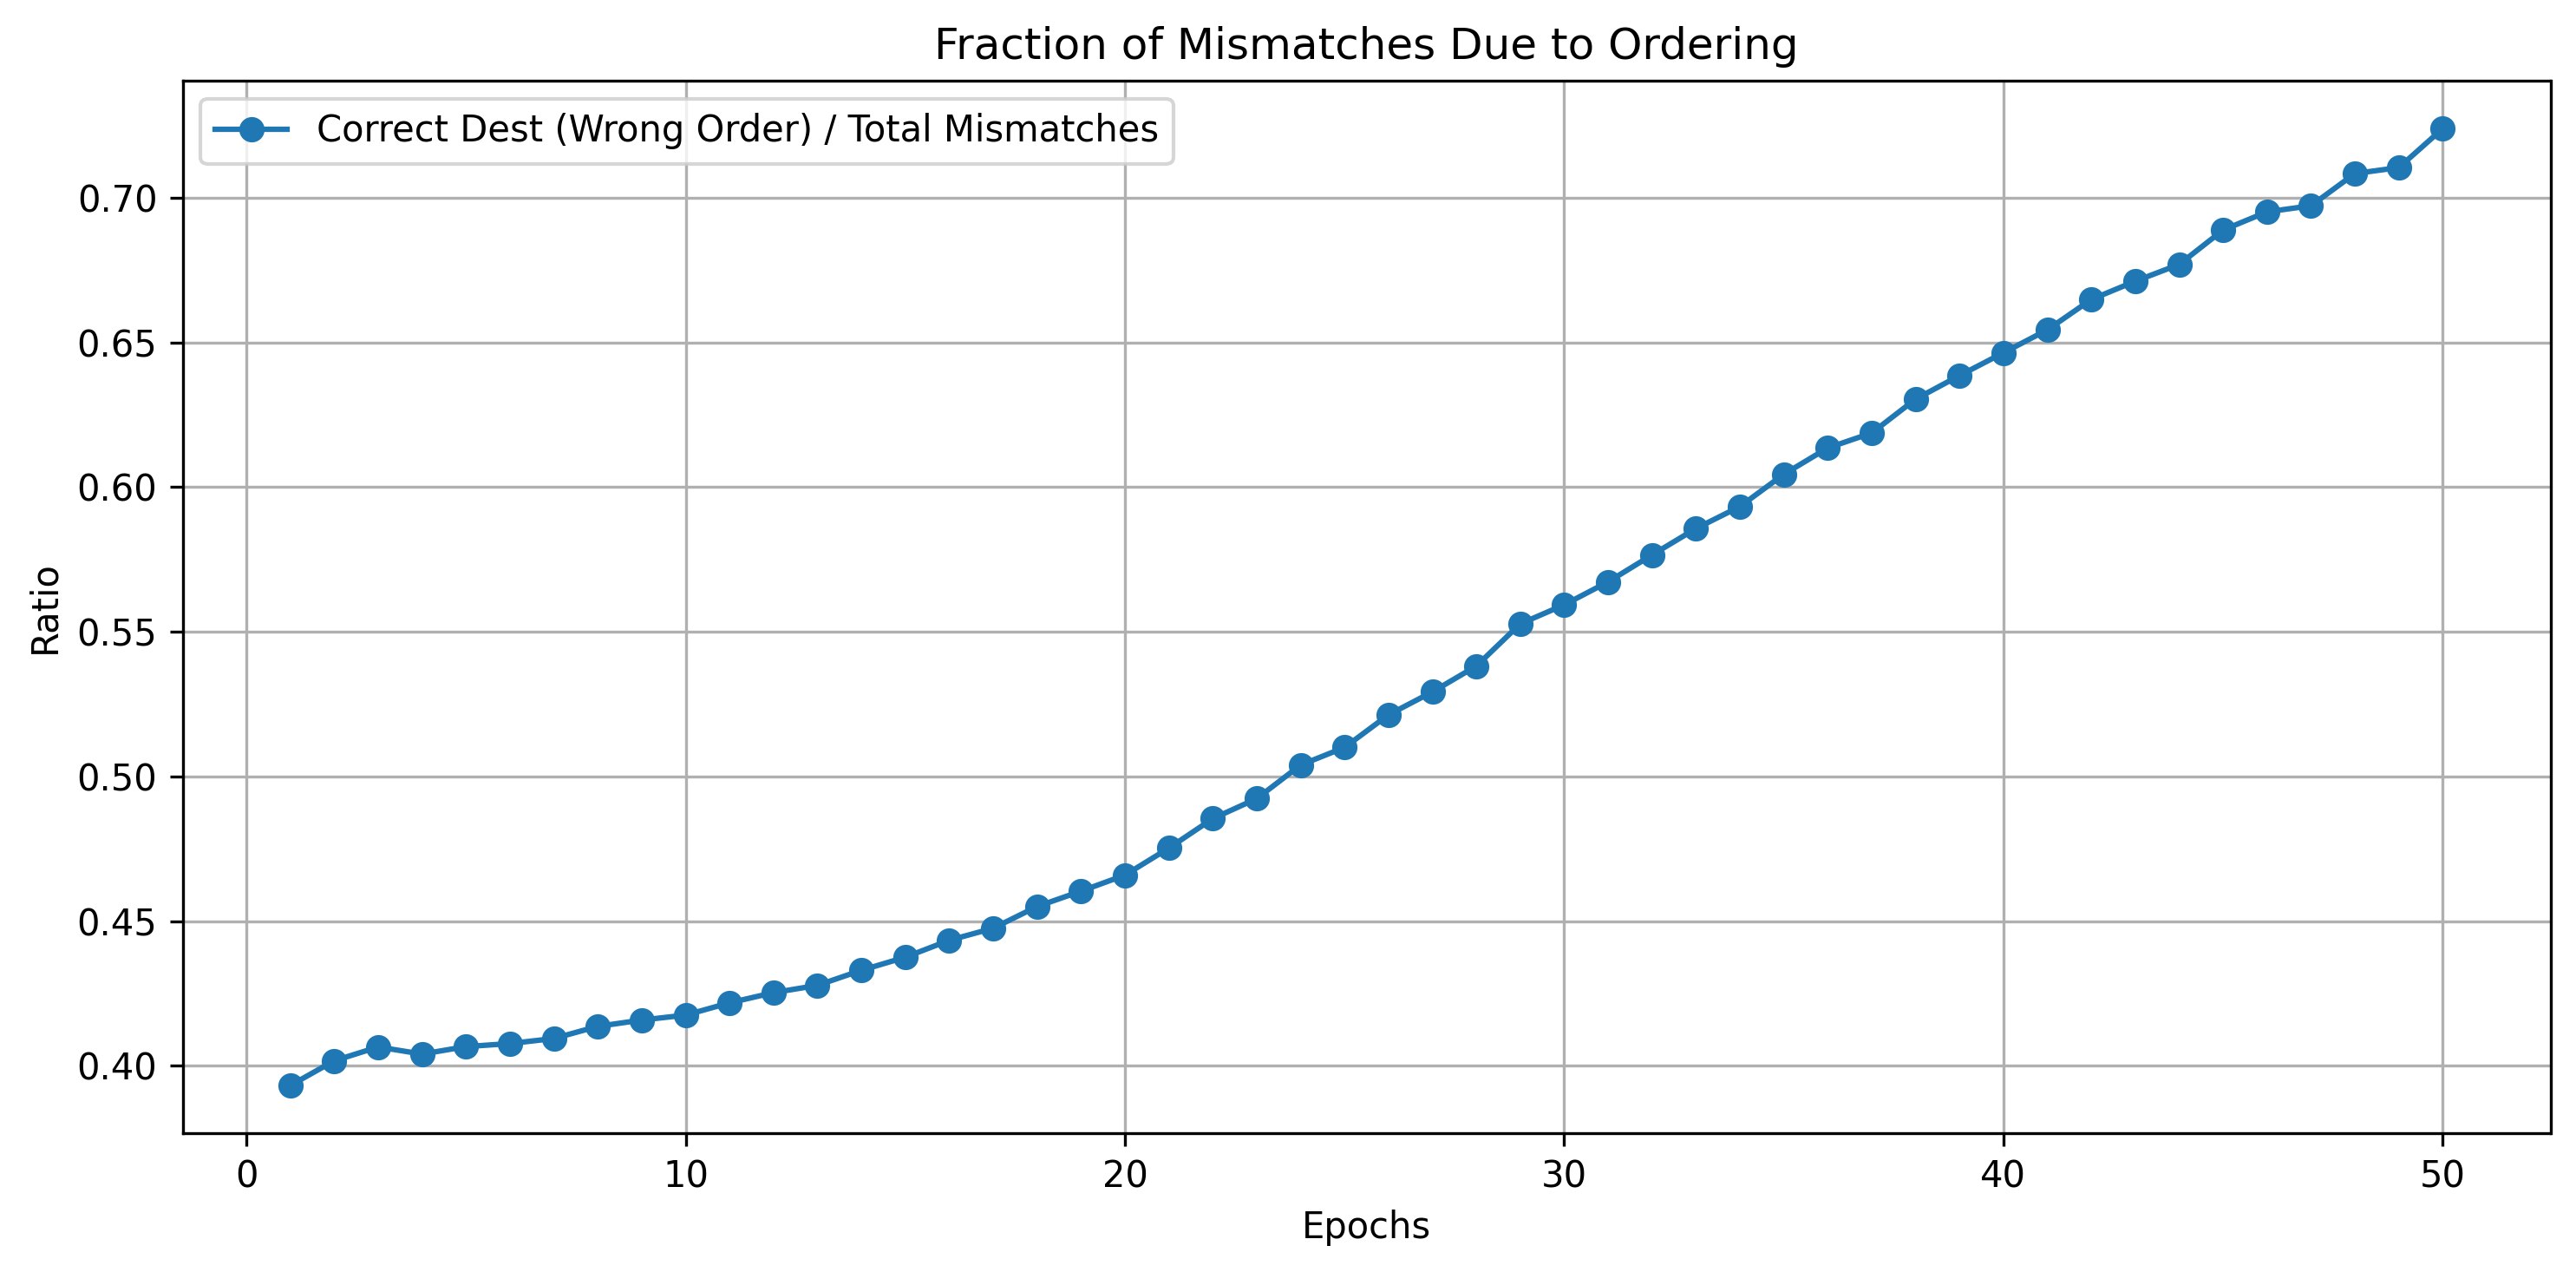 Fraction of Mismatches Due to Ordering
Correct Dest (Wrong Order) / Total Mismatches
Ratio
0.70
0.65
0.60
0.55
0.50
0.45
0.40
0 10 20 30 40 50
Epochs